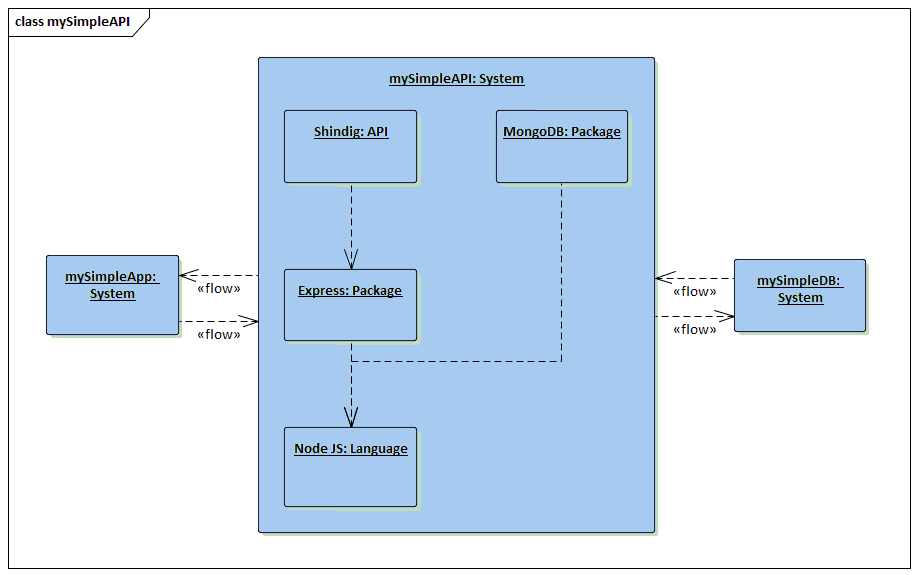 class mySimpleAPI
mySimpleAPI: System
Shindig: API
MongoDB: Package
mySimpleApp:
System
«flow»
«flow»
Express: Package
mySimpleDB:
System
«flow»
«flow»
Node JS: Language